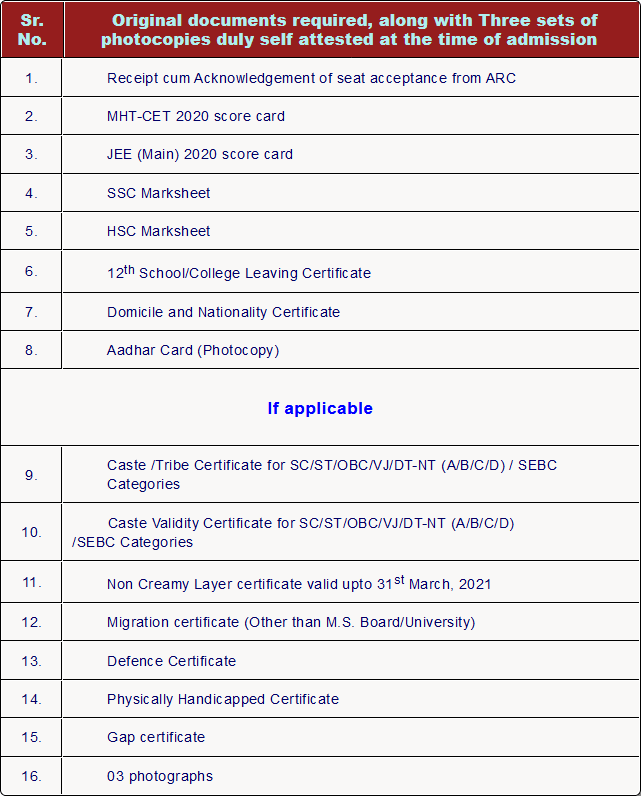 Sr. No.
Original documents required, along with Three sets of
photocopies duly self attested at the time of admission
1. Receipt cum Acknowledgement of seat acceptance from ARC
2. MHT-CET 2020 score card
3. JEE (Main) 2020 score card
4. SSC Marksheet
5. HSC Marksheet
6. 12th School/College Leaving Certificate
7. Domicile and Nationality Certificate
8. Aadhar Card (Photocopy)
If applicable
9. Caste /Tribe Certificate for SC/ST/OBC/VJ/DT-NT (A/B/C/D) / SEBC
Categories
10. Caste Validity Certificate for SC/ST/OBC/VJ/DT-NT (A/B/C/D)
/SEBC Categories
11. Non Creamy Layer certificate valid upto 31st March, 2021
12. Migration certificate (Other than M.S. Board/University)
13. Defence Certificate
14. Physically Handicapped Certificate
15. Gap certificate
16. 03 photographs